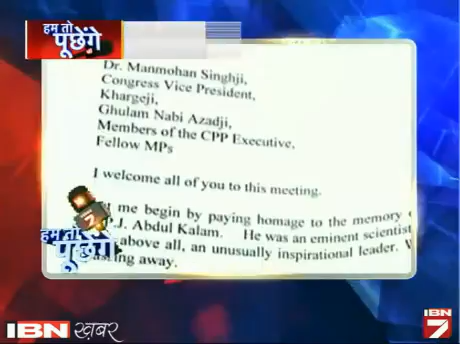 हम तो
पूछेंगे
Dr. Manmohan Singhji,
Congress Vice President,
Khargeji,
Ghulam Nabi Azadji,
Members of the CPP Executive,
Fellow MPs
I welcome all of you to this meeting.
me begin by paying homage to the memory
P.J. Abdul Kalam. He was an eminent scientist
above all, an unusually inspirational leader.
away.
7
हम तो
पूछेंगे
IBN ख़बर
IBN
7